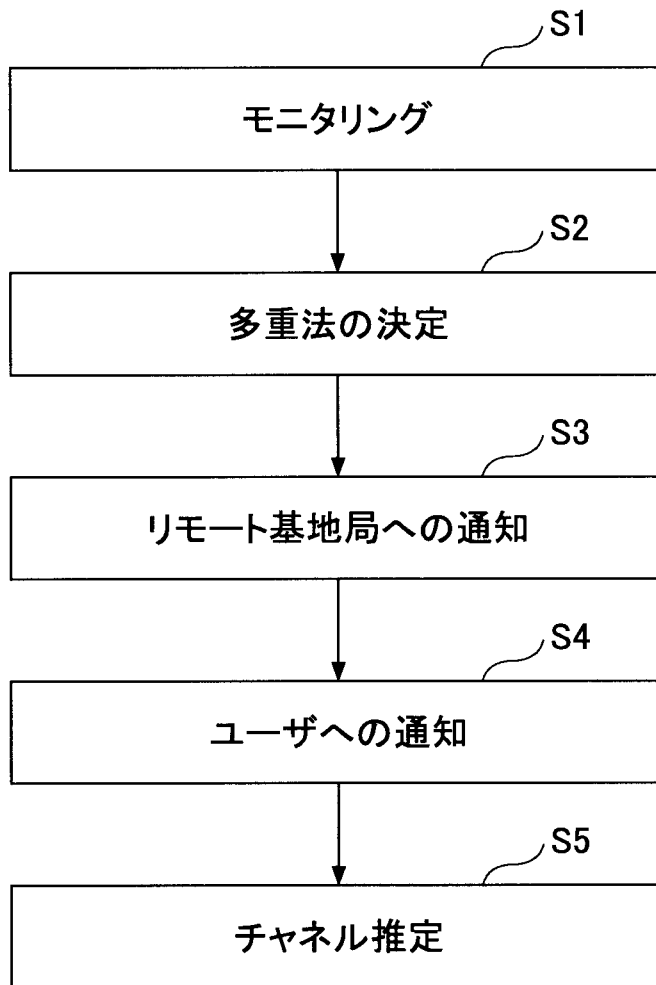 S1
モニタリング
S2
多重法の決定
S3
リモート基地局への通知
S4
ユーザへの通知
S5
チャネル推定